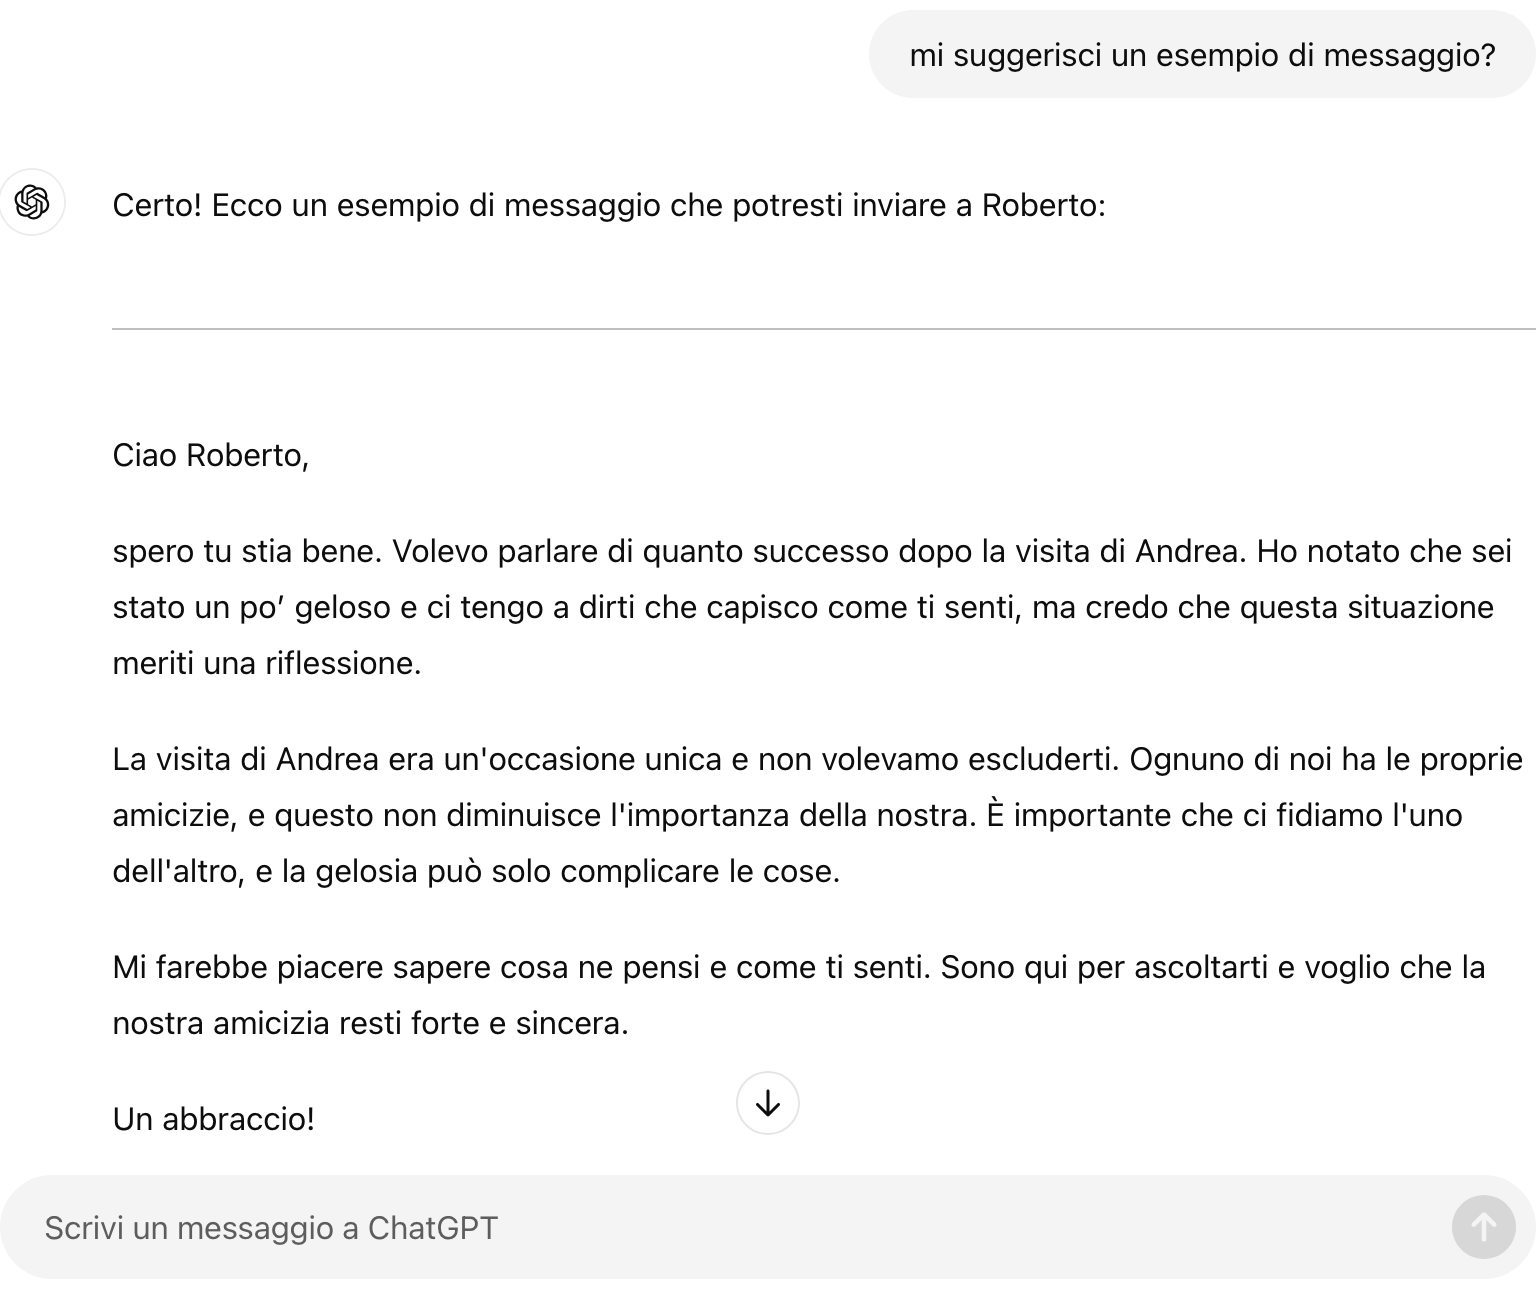 mi suggerisci un esempio di messaggio?
Certo! Ecco un esempio di messaggio che potresti inviare a Roberto:
Ciao Roberto,
spero tu stia bene. Volevo parlare di quanto successo dopo la visita di Andrea. Ho notato che sei
stato un po’ geloso e ci tengo a dirti che capisco come ti senti, ma credo che questa situazione
meriti una riflessione.
La visita di Andrea era un'occasione unica e non volevamo escluderti. Ognuno di noi ha le proprie
amicizie, e questo non diminuisce l'importanza della nostra. È importante che ci fidiamo l'uno
dell'altro, e la gelosia può solo complicare le cose.
Mi farebbe piacere sapere cosa ne pensi e come ti senti. Sono qui per ascoltarti e voglio che la
nostra amicizia resti forte e sincera.
Un abbraccio!
Scrivi un messaggio a ChatGPT